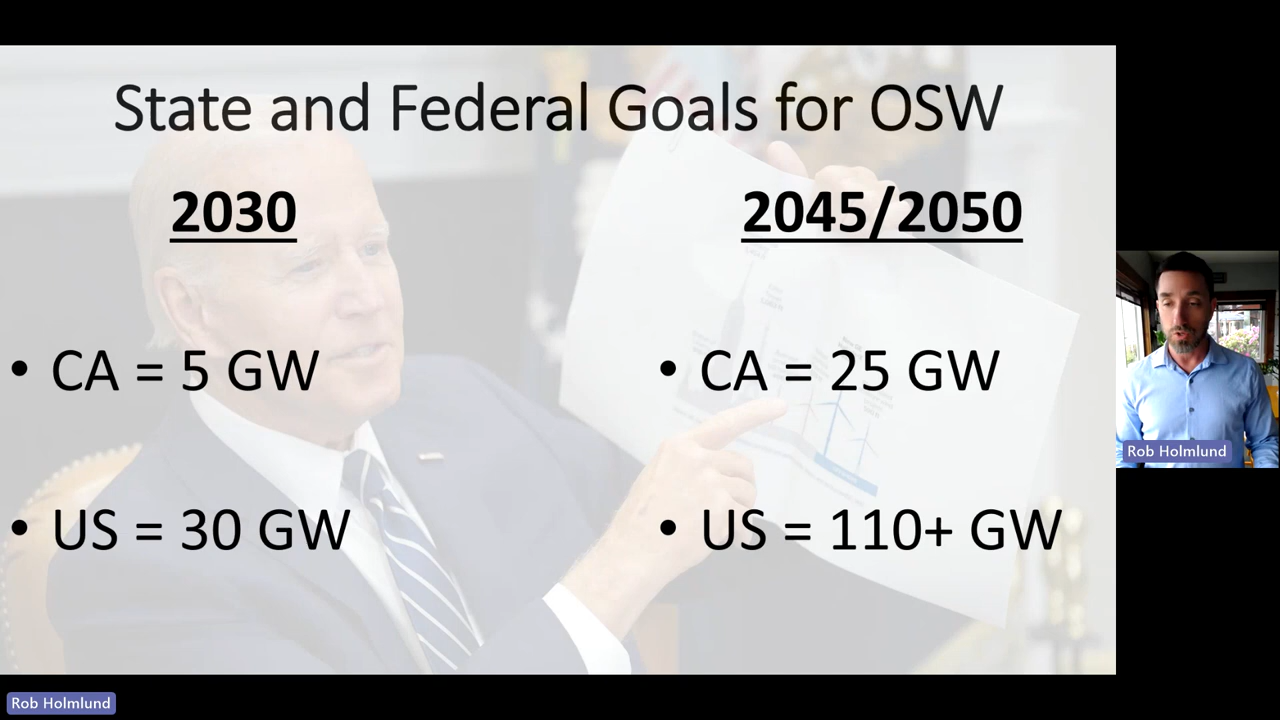 State and Federal Goals for OSW
2030
2045/2050
• CA = 5 GW
• CA = 25 GW
• US = 30 GW
• US = 110+ GW
Rob Holmlund
Rob Holmlund